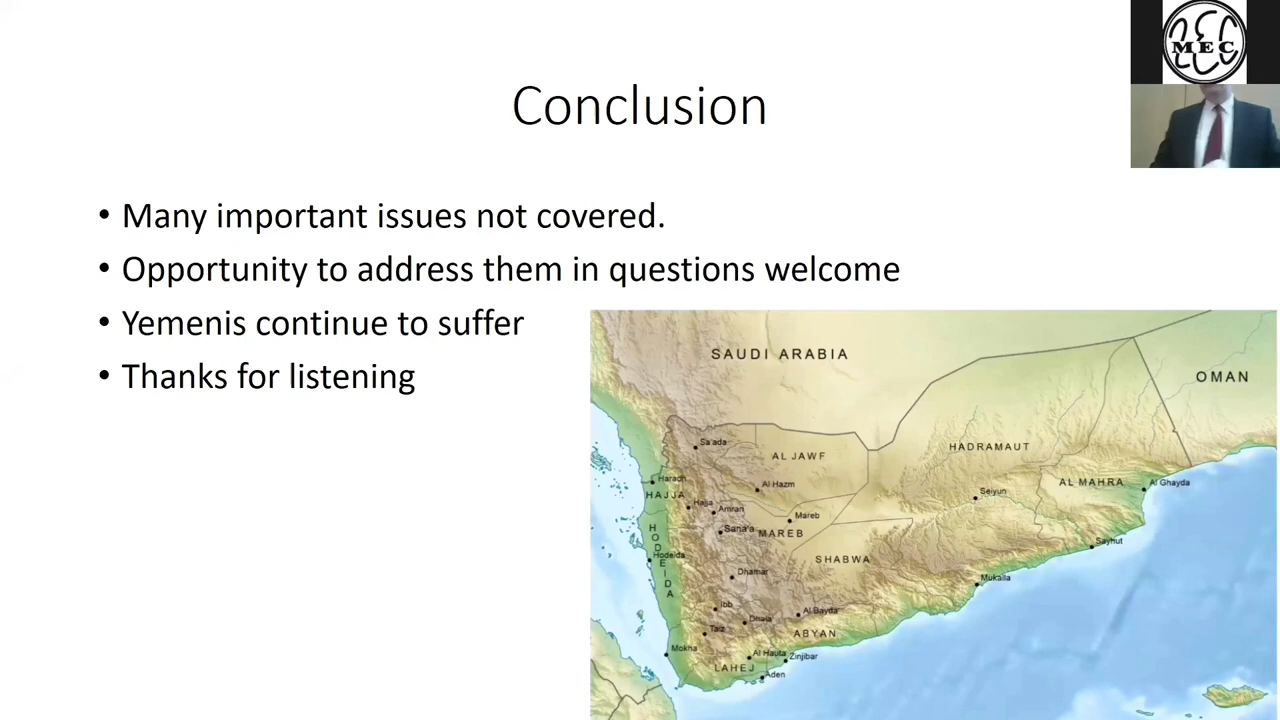 MEC
Conclusion
• Many important issues not covered.
• Opportunity to address them in questions welcome
• Yemenis continue to suffer
• Thanks for listening
SAUDI ARABIA
OMAN
Sa'ada
AL JAWF
HADRAMAUT
Haradh
Al Hazm
AL MAHRA
Al Ghayda
HAJJA
Hajja
Seiyun
Amran
Mareb
Sana'a
MAREB
HODEIDA
Hodeida
Sayhut
SHABWA
Dhamar
Mukalla
Ibb
Al Bayda
Taiz
Dhala
ABYAN
Mokha
Al Hauta
Zinjibar
LAHEJ
Aden